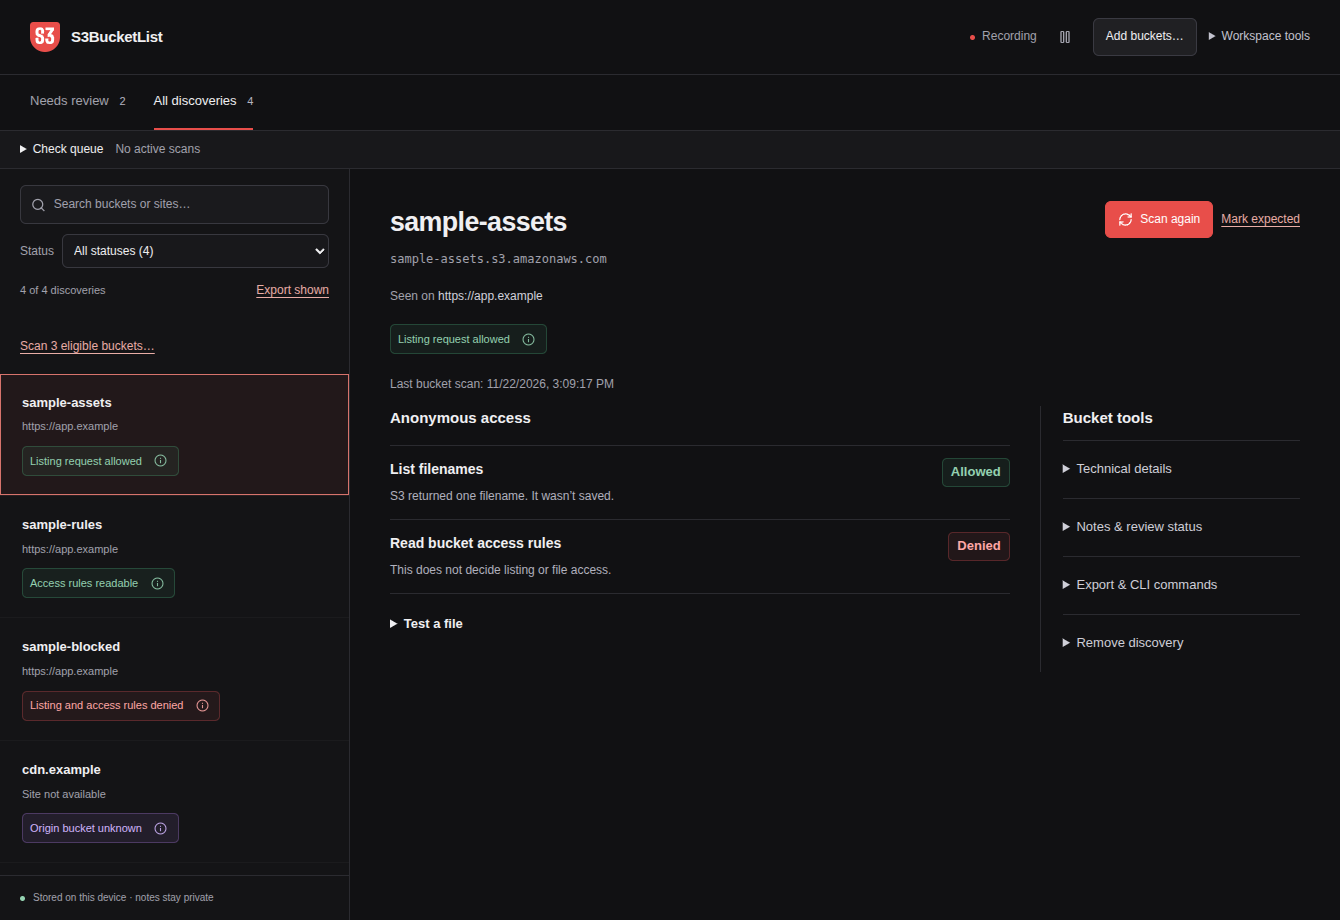 S3 S3BucketList
Recording
Add buckets…
Workspace tools
Needs review 2
All discoveries 4
Check queue No active scans
Search buckets or sites…
Status All statuses (4)
4 of 4 discoveries Export shown
Scan 3 eligible buckets…
sample-assets
https://app.example
Listing request allowed
sample-rules
https://app.example
Access rules readable
sample-blocked
https://app.example
Listing and access rules denied
cdn.example
Site not available
Origin bucket unknown
Stored on this device · notes stay private
sample-assets
Scan again Mark expected
sample-assets.s3.amazonaws.com
Seen on https://app.example
Listing request allowed
Last bucket scan: 11/22/2026, 3:09:17 PM
Anonymous access
List filenames Allowed
S3 returned one filename. It wasn’t saved.
Read bucket access rules Denied
This does not decide listing or file access.
Test a file
Bucket tools
Technical details
Notes & review status
Export & CLI commands
Remove discovery